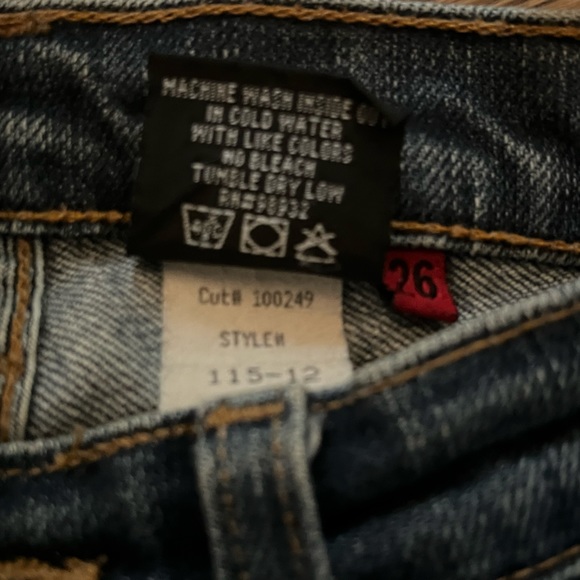 MACHINE WASH INSIDE
IN COLD WATER
WITH LIKE COLORS
NO BLEACH
TUMBLE DRY LOW
26
Cut# 100249
STYLE#
115-12